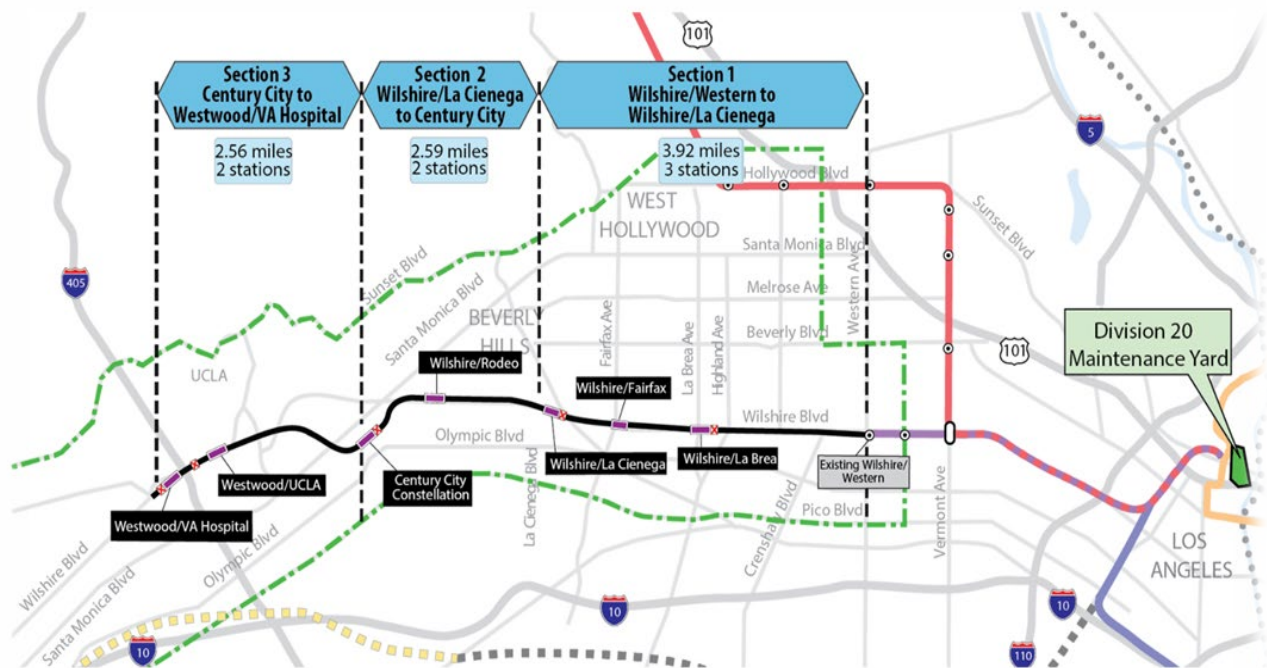 101
Section 3
Century City to
Westwood/VA Hospital
Section 2
Wilshire/La Cienega
to Century City
Section 1
Wilshire/Western to
Wilshire/La Cienega
5
2.56 miles
2 stations
2.59 miles
2 stations
3.92 miles
3 stations
Hollywood Blvd
WEST
HOLLYWOOD
Sunset Blvd
Santa Monica Blvd
405
Sunset Blvd
Melrose Ave
Western Ave
Santa Monica Blvd
BEVERLY
HILLS
Beverly Blvd
Fairfax Ave
La Brea Ave
Highland Ave
101
Division 20
Maintenance Yard
UCLA
Wilshire/Rodeo
Wilshire/Fairfax
Wilshire Blvd
Olympic Blvd
Wilshire/La Cienega
Wilshire/La Brea
Existing Wilshire/
Western
Westwood/UCLA
Century City
Constellation
La Cienega Blvd
Westwood/VA Hospital
Crenshaw Blvd
Pico Blvd
Vermont Ave
LOS
ANGELES
Wilshire Blvd
Santa Monica Blvd
Olympic Blvd
10
10
10
110